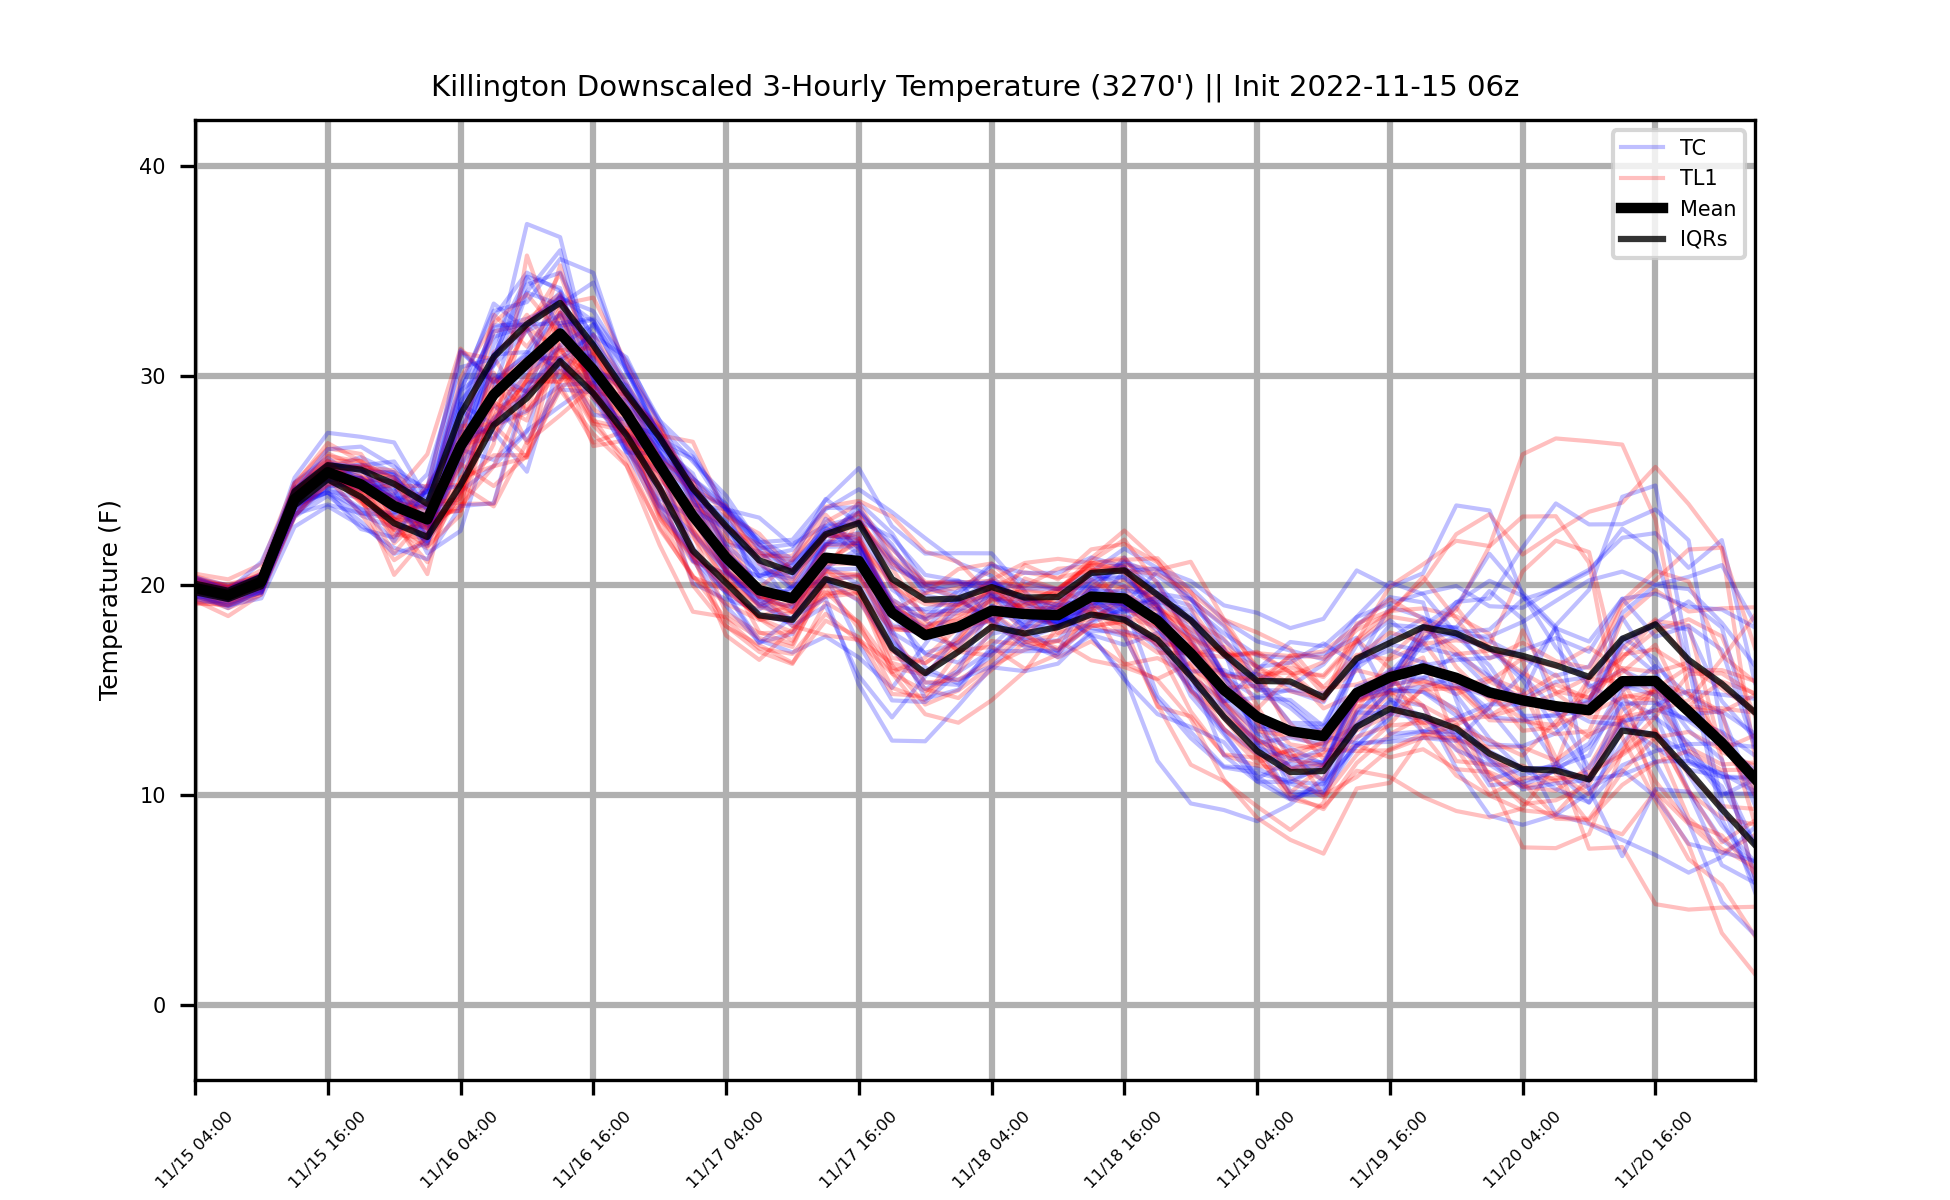 Killington Downscaled 3-Hourly Temperature (3270') || Init 2022-11-15 06z
TC
TL1
Mean
IQRs
Temperature (F)
40
30
20
10
0
11/15 04:00
11/15 16:00
11/16 04:00
11/16 16:00
11/17 04:00
11/17 16:00
11/18 04:00
11/18 16:00
11/19 04:00
11/19 16:00
11/20 04:00
11/20 16:00